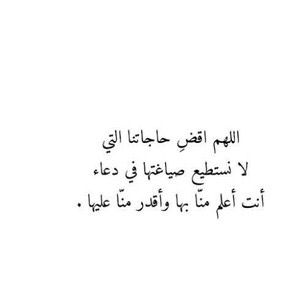 اللهم اقضِ حاجاتنا التي
لا نستطيع صياغتها في دعاء
أنت أعلم منّا بها وأقدر منّا عليها .